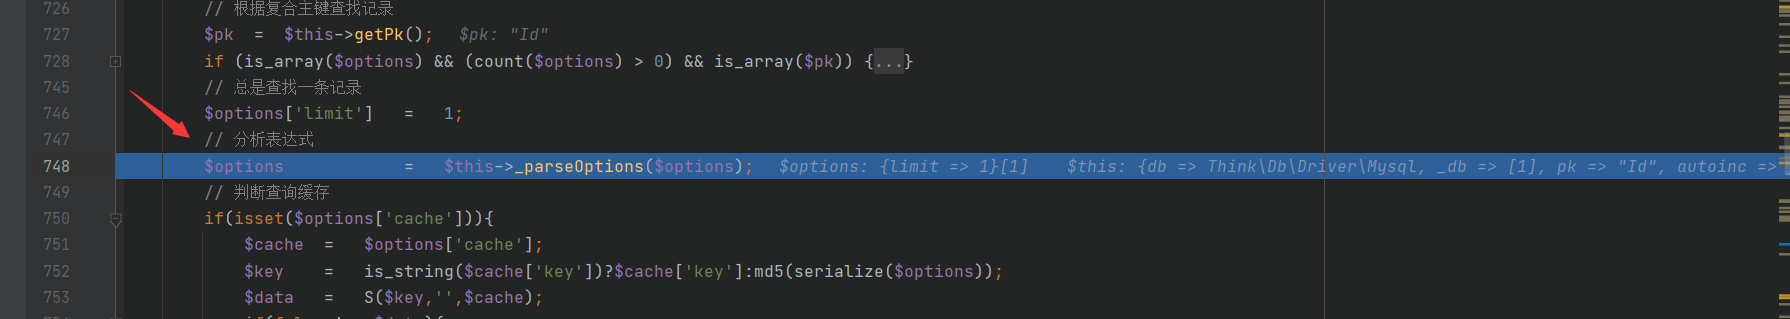 726 // 根据复合主键查找记录
727 $pk = $this->getPk(); $pk: "Id"
728 if (is_array($options) && (count($options) > 0) && is_array($pk)) {...}
745 // 总是查找一条记录
746 $options['limit'] = 1;
747 // 分析表达式
748 $options = $this->_parseOptions($options); $options: {limit => 1}[1] $this: {db => Think\Db\Driver\Mysql, _db => [1], pk => "Id", autoinc =>
749 // 判断查询缓存
750 if(isset($options['cache'])){
751 $cache = $options['cache'];
752 $key = is_string($cache['key'])?$cache['key']:md5(serialize($options));
753 $data = S($key,'',$cache);